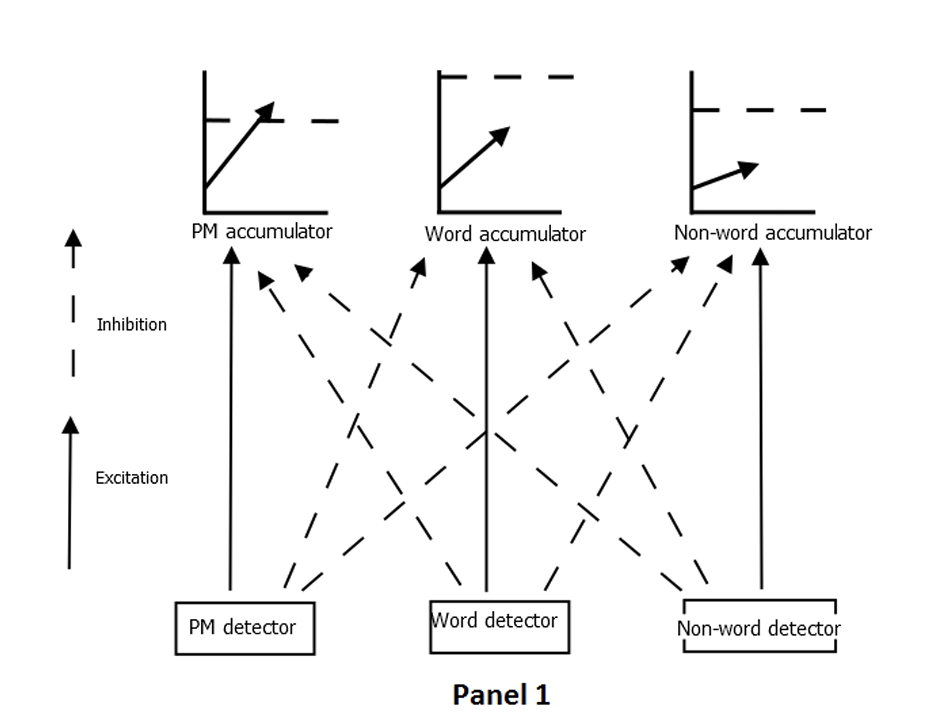 PM accumulator
Word accumulator
Non-word accumulator
Inhibition
Excitation
PM detector
Word detector
Non-word detector
Panel 1